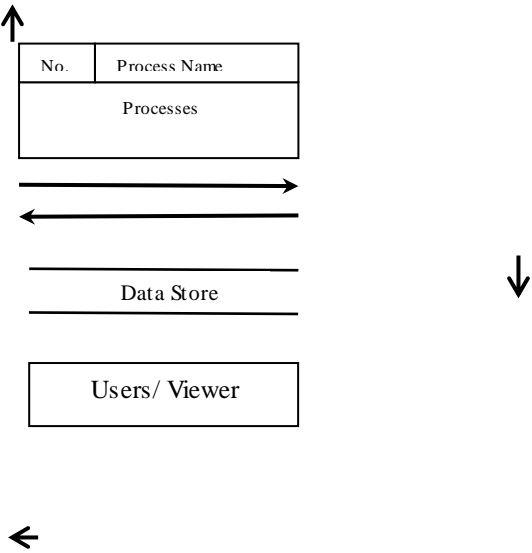 No. Process Name
Processes
Data Store
Users/ Viewer